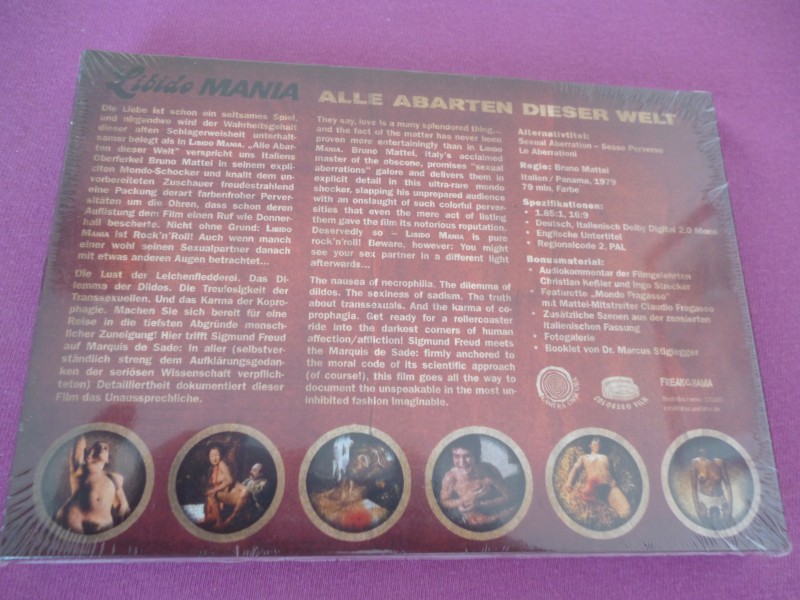 Libido MANIA
ALLE ABARTEN DIESER WELT
Die Liebe ist schon ein seltsames Spiel,
und nirgendwo wird der Wahrheitsgehalt
dieser alten Schlagerweisheit unterhalt-
samer belegt als in LIBIDO MANIA. „Alle Abar-
ten dieser Welt" verspricht uns Italiens
Oberferkel Bruno Mattei in seinem expli-
ziten Mondo-Schocker und knallt dem un-
vorbereiteten Zuschauer freudestrahlend
eine Packung derart farbenfroher Perver-
sitäten um die Ohren, dass schon deren
Auflistung dem Film einen Ruf wie Donner-
hall bescherte. Nicht ohne Grund: LIBIDO
MANIA ist Rock'n'Roll! Auch wenn manch
einer wohl seinen Sexualpartner danach
mit etwas anderen Augen betrachtet...
Die Lust der Leichenfledderei. Das Di-
lemma der Dildos. Die Treulosigkeit der
Transsexuellen. Und das Karma der Kopro-
phagie. Machen Sie sich bereit für eine
Reise in die tiefsten Abgründe mensch-
licher Zuneigung! Hier trifft Sigmund Freud
auf Marquis de Sade: In aller (selbstver-
ständlich streng dem Aufklärungsgedan-
ken der seriösen Wissenschaft verpflich-
teten) Detailliertheit dokumentiert dieser
Film das Unaussprechliche.
They say, love is a many splendored thing,–
and the fact of the matter has never been
proven more entertainingly than in LIBIDO
MANIA. Bruno Mattei, Italy's acclaimed
master of the obscene, promises "sexual
aberrations" galore and delivers them in
explicit detail in this ultra-rare mondo
shocker, slapping his unprepared audience
with an onslaught of such colorful perver-
sities that even the mere act of listing
them gave the film its notorious reputation.
Deservedly so – LIBIDO MANIA is pure
rock'n'roll! Beware, however: You might
see your sex partner in a different light
afterwards...
The nausea of necrophilia. The dilemma of
dildos. The sexiness of sadism. The truth
about transsexuals. And the karma of co-
prophagia. Get ready for a rollercoaster
ride into the darkest corners of human
affection/affliction! Sigmund Freud meets
the Marquis de Sade: firmly anchored to
the moral code of its scientific approach
(of course!), this film goes all the way to
document the unspeakable in the most un-
inhibited fashion imaginable.
Alternativtitel:
Sexual Aberration – Sesso Perverso
Le Aberrazioni
Regie: Bruno Mattei
Italien / Panama, 1979
79 min, Farbe
Spezifikationen:
• 1.85:1, 16:9
• Deutsch, Italienisch Dolby Digital 2.0 Mono
• Englische Untertitel
• Regionalcode 2, PAL
Bonusmaterial:
• Audiokommentar der Filmgelehrten
Christian Keßler und Ingo Strecker
• Featurette „Mondo Fragasso"
mit Mattei-Mitstreiter Claudio Fragasso
• Zusätzliche Szenen aus der zensierten
Italienischen Fassung
• Fotogalerie
• Booklet von Dr. Marcus Stiglegger
COLOSSEO FILM
FREAK-O-RAMA